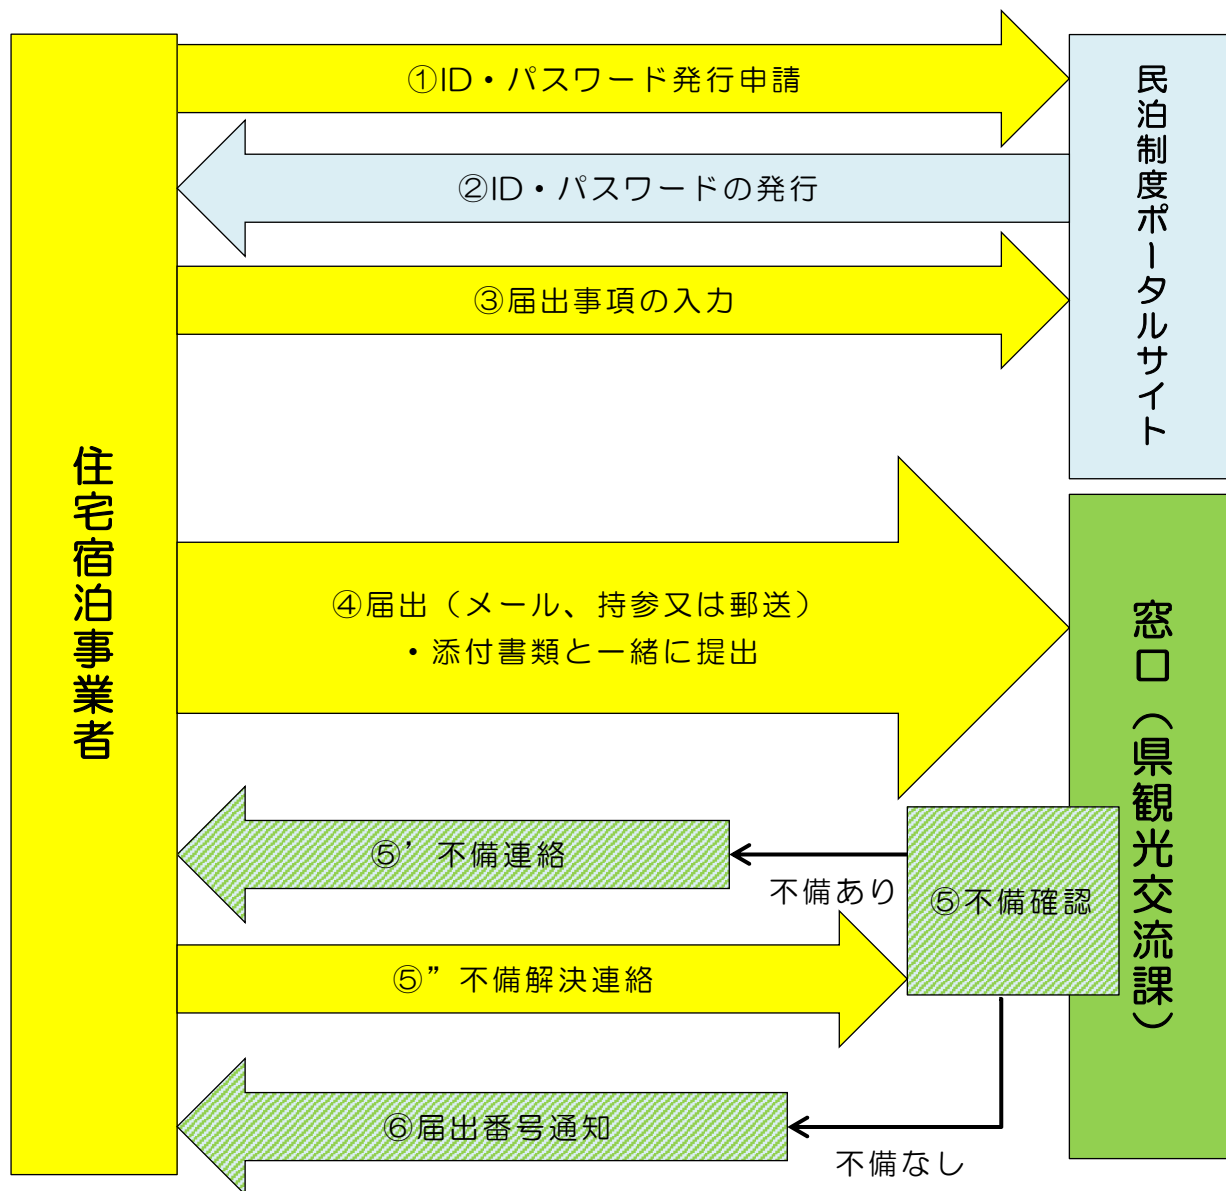 ①ID・パスワード発行申請
②ID・パスワードの発行
③届出事項の入力
民泊制度ポータルサイト
住宅宿泊事業者
④届出（メール、持参又は郵送）
・添付書類と一緒に提出
窓口（県観光交流課）
⑤’不備連絡
不備あり
⑤不備確認
⑤”不備解決連絡
⑥届出番号通知
不備なし